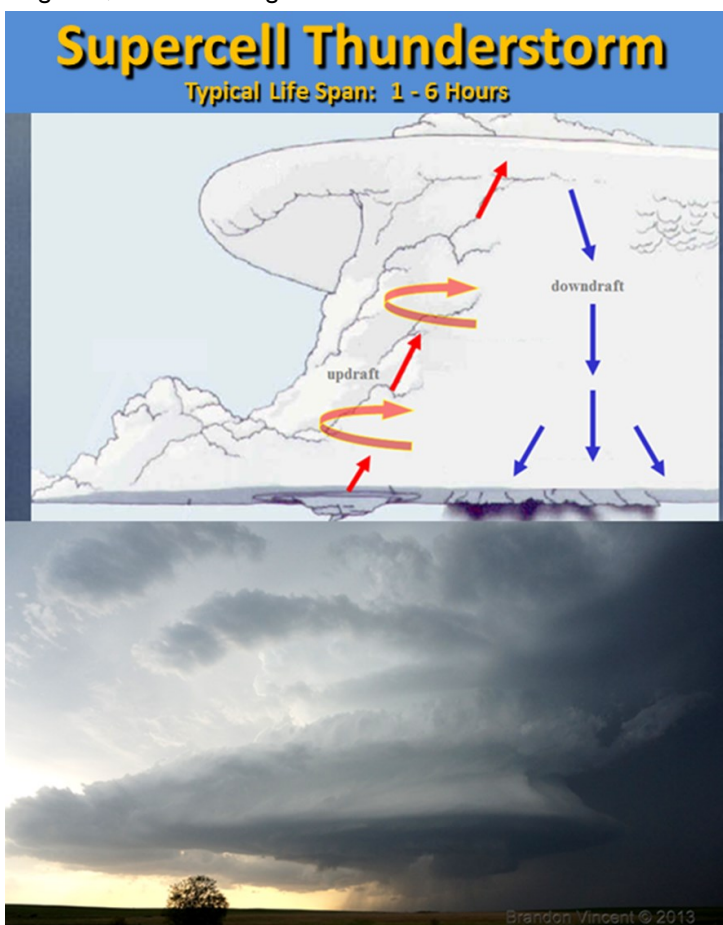 Supercell Thunderstorm
Typical Life Span: 1 - 6 Hours
downdraft
updraft
Brandon Vincent © 2013